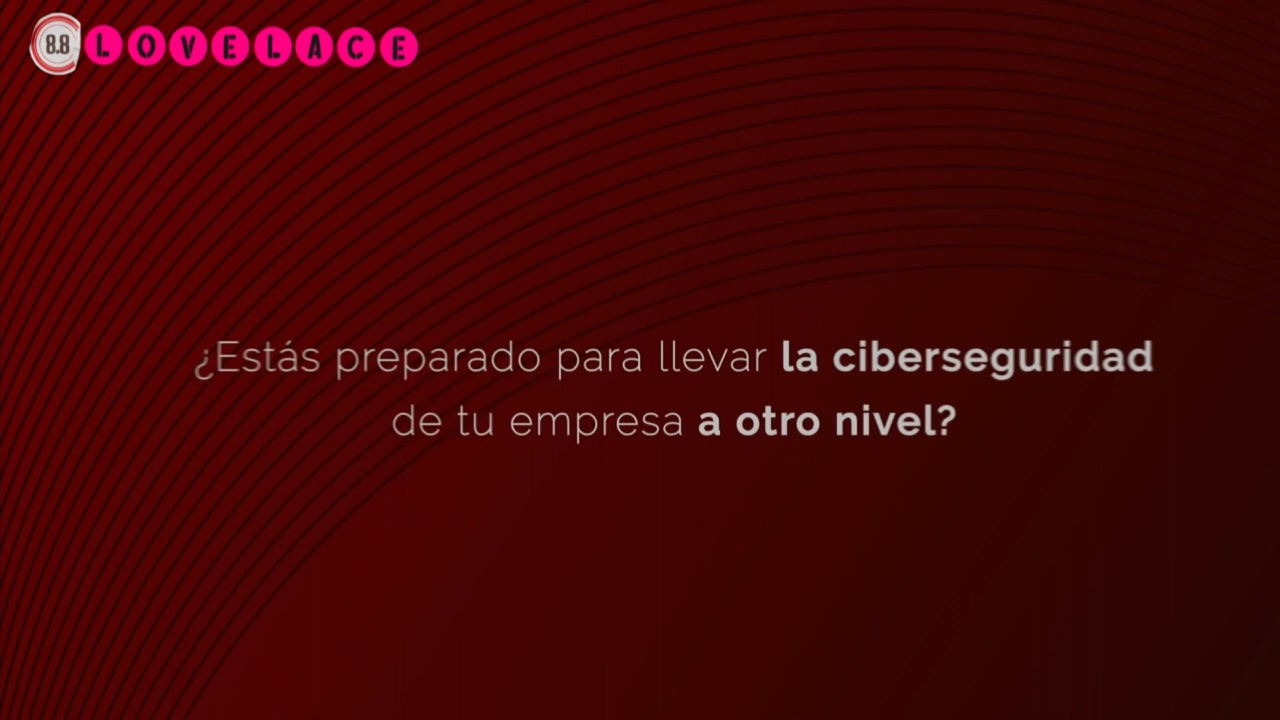 8.8 LOVELACE
¿Estás preparado para llevar la ciberseguridad
de tu empresa a otro nivel?